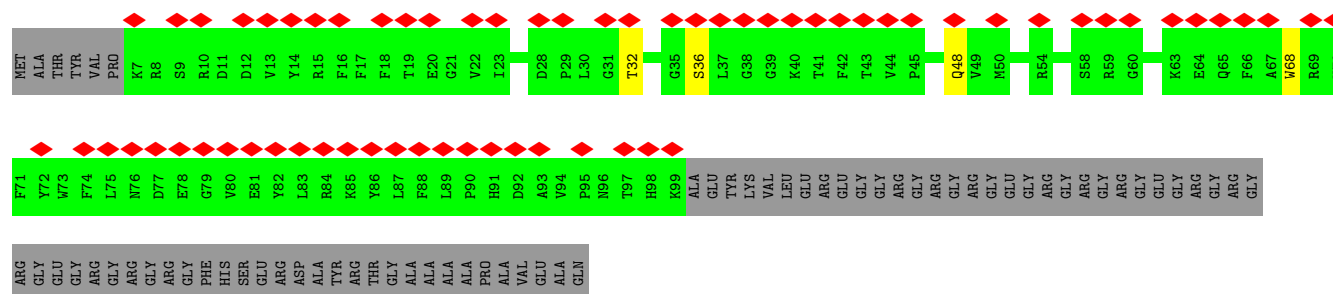 MET ALA THR TYR VAL PRO K7 R8 S9 R10 D11 D12 V13 Y14 R15 F16 F17 F18 T19 E20 G21 V22 I23 D28 P29 L30 G31 T32 G35 S36 L37 G38 G39 K40 T41 F42 T43 V44 P45 Q48 V49 M50 R54 S58 R59 G60 K63 E64 Q65 F66 A67 W68 R69
F71 Y72 W73 F74 L75 N76 D77 E78 G79 V80 E81 Y82 L83 R84 K85 Y86 L87 F88 L89 P90 H91 D92 A93 V94 P95 N96 T97 H98 K99 ALA GLU TYR LYS VAL LEU GLU ARG GLU GLY GLY ARG GLY ARG GLY ARG GLY GLU GLY ARG GLY ARG GLY ARG GLY GLU GLY ARG GLY ARG GLY
ARG GLY GLU GLY ARG GLY ARG GLY ARG GLY PHE HIS SER GLU ARG ASP ALA TYR ARG THR GLY ALA ALA ALA ALA PRO ALA VAL GLU ALA GLN